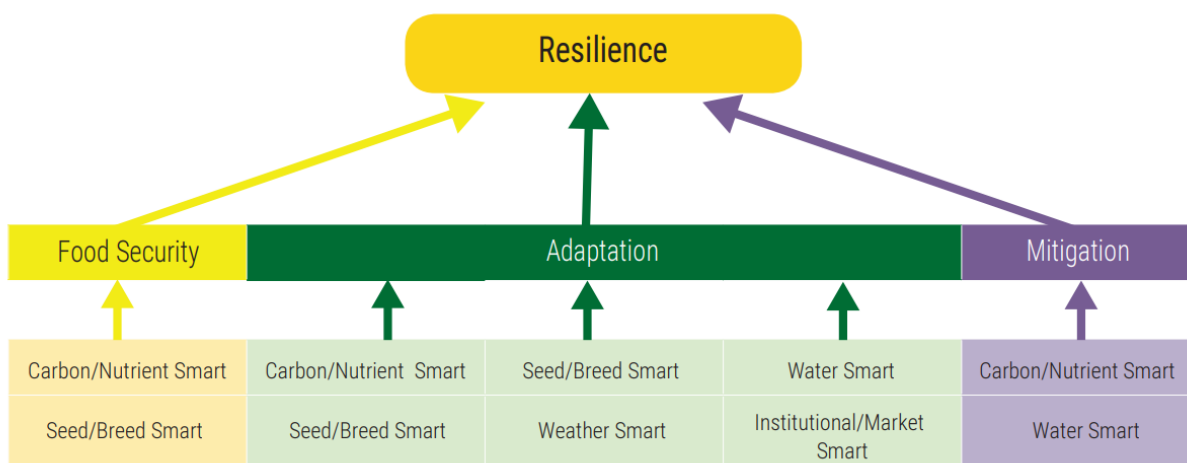 Resilience
Food Security
Adaptation
Mitigation
Carbon/Nutrient Smart
Carbon/Nutrient Smart
Seed/Breed Smart
Water Smart
Carbon/Nutrient Smart
Seed/Breed Smart
Seed/Breed Smart
Weather Smart
Institutional/Market
Smart
Water Smart